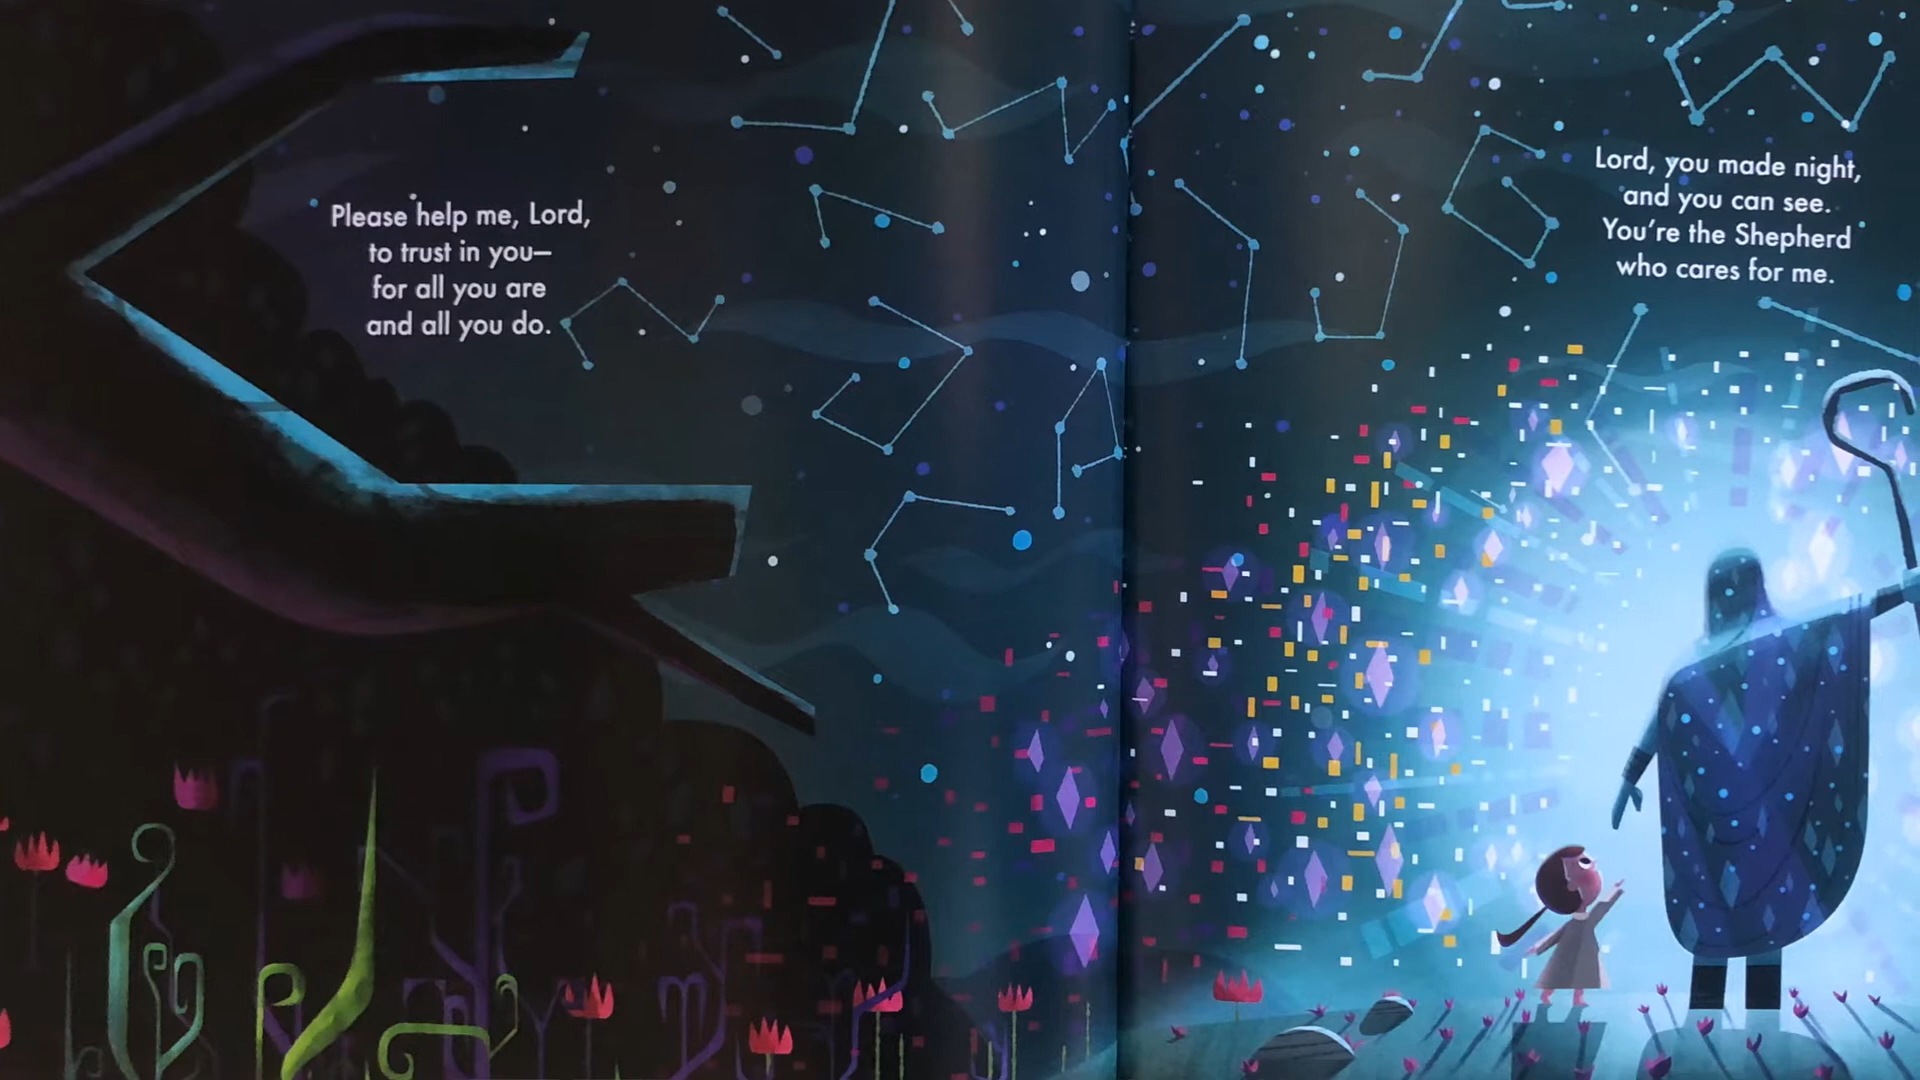 Please help me, Lord,
to trust in you—
for all you are
and all you do.
Lord, you made night,
and you can see.
You're the Shepherd
who cares for me.